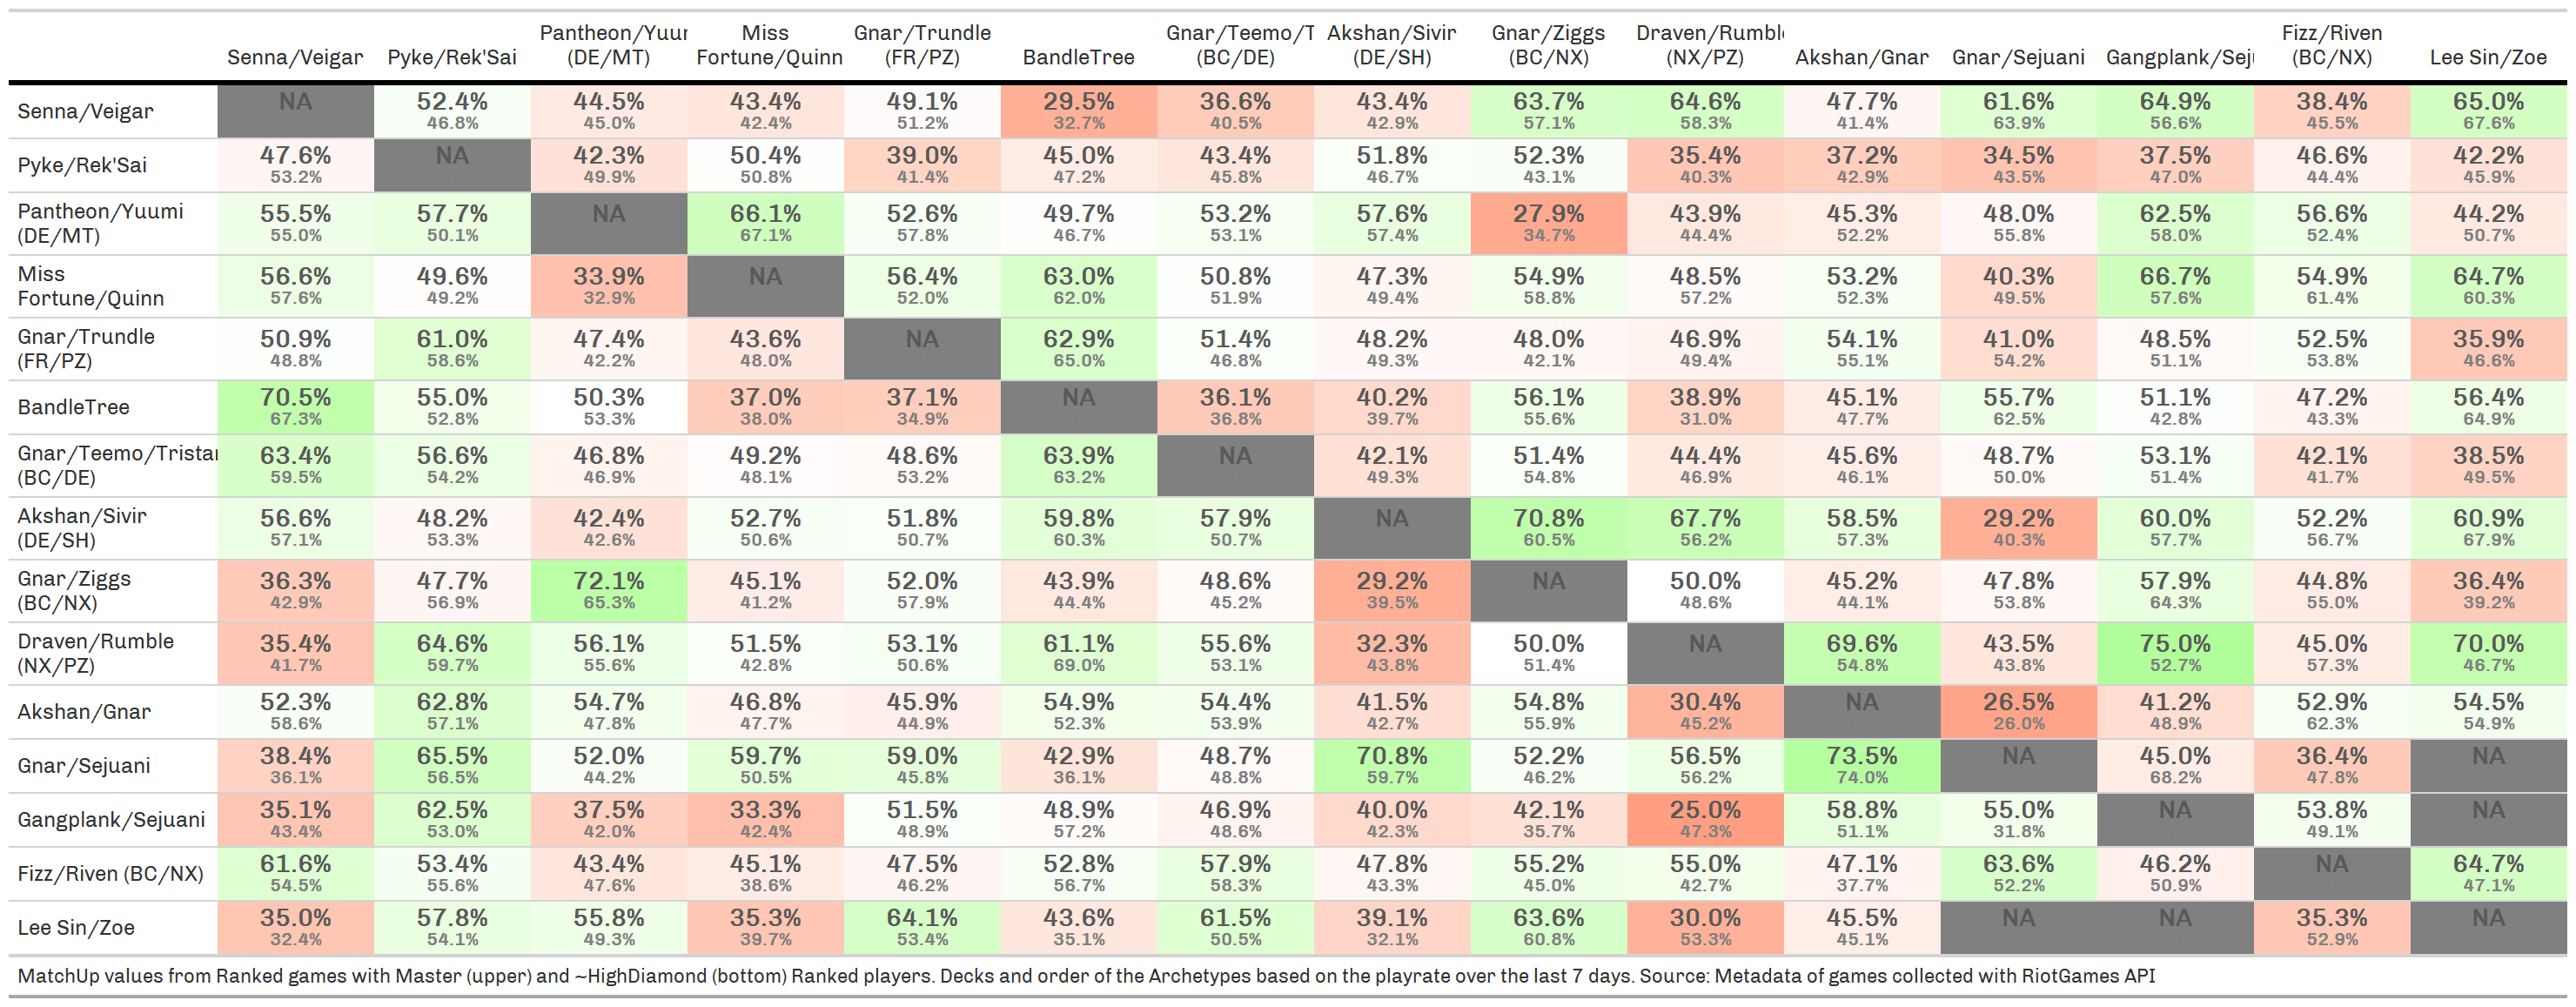 Pantheon/Yuur Miss Gnar/Trundle Gnar/Teemo/T Akshan/Sivir Gnar/Ziggs Draven/Rumbl Fizz/Riven
Senna/Veigar Pyke/Rek'Sai (DE/MT) Fortune/Quinn (FR/PZ) BandleTree (BC/DE) (DE/SH) (BC/NX) (NX/PZ) Akshan/Gnar Gnar/Sejuani Gangplank/Sej (BC/NX) Lee Sin/Zoe
Senna/Veigar NA 52.4% 44.5% 43.4% 49.1% 29.5% 36.6% 43.4% 63.7% 64.6% 47.7% 61.6% 64.9% 38.4% 65.0%
46.8% 45.0% 42.4% 51.2% 32.7% 40.5% 42.9% 57.1% 58.3% 41.4% 63.9% 56.6% 45.5% 67.6%
Pyke/Rek'Sai 47.6% NA 42.3% 50.4% 39.0% 45.0% 43.4% 51.8% 52.3% 35.4% 37.2% 34.5% 37.5% 46.6% 42.2%
53.2% 49.9% 50.8% 41.4% 47.2% 45.8% 46.7% 43.1% 40.3% 42.9% 43.5% 47.0% 44.4% 45.9%
Pantheon/Yuumi 55.5% 57.7% NA 66.1% 52.6% 49.7% 53.2% 57.6% 27.9% 43.9% 45.3% 48.0% 62.5% 56.6% 44.2%
(DE/MT) 55.0% 50.1% 67.1% 57.8% 46.7% 53.1% 57.4% 34.7% 44.4% 52.2% 55.8% 58.0% 52.4% 50.7%
Miss 56.6% 49.6% 33.9% NA 56.4% 63.0% 50.8% 47.3% 54.9% 48.5% 53.2% 40.3% 66.7% 54.9% 64.7%
Fortune/Quinn 57.6% 49.2% 32.9% 52.0% 62.0% 51.9% 49.4% 58.8% 57.2% 52.3% 49.5% 57.6% 61.4% 60.3%
Gnar/Trundle 50.9% 61.0% 47.4% 43.6% NA 62.9% 51.4% 48.2% 48.0% 46.9% 54.1% 41.0% 48.5% 52.5% 35.9%
(FR/PZ) 48.8% 58.6% 42.2% 48.0% 65.0% 46.8% 49.3% 42.1% 49.4% 55.1% 54.2% 51.1% 53.8% 46.6%
BandleTree 70.5% 55.0% 50.3% 37.0% 37.1% NA 36.1% 40.2% 56.1% 38.9% 45.1% 55.7% 51.1% 47.2% 56.4%
67.3% 52.8% 53.3% 38.0% 34.9% 36.8% 39.7% 55.6% 31.0% 47.7% 62.5% 42.8% 43.3% 64.9%
Gnar/Teemo/Tristar 63.4% 56.6% 46.8% 49.2% 48.6% 63.9% NA 42.1% 51.4% 44.4% 45.6% 48.7% 53.1% 42.1% 38.5%
(BC/DE) 59.5% 54.2% 46.9% 48.1% 53.2% 63.2% 49.3% 54.8% 46.9% 46.1% 50.0% 51.4% 41.7% 49.5%
Akshan/Sivir 56.6% 48.2% 42.4% 52.7% 51.8% 59.8% 57.9% NA 70.8% 67.7% 58.5% 29.2% 60.0% 52.2% 60.9%
(DE/SH) 57.1% 53.3% 42.6% 50.6% 50.7% 60.3% 50.7% 60.5% 56.2% 57.3% 40.3% 57.7% 56.7% 67.9%
Gnar/Ziggs 36.3% 47.7% 72.1% 45.1% 52.0% 43.9% 48.6% 29.2% NA 50.0% 45.2% 47.8% 57.9% 44.8% 36.4%
(BC/NX) 42.9% 56.9% 65.3% 41.2% 57.9% 44.4% 45.2% 39.5% 48.6% 44.1% 53.8% 64.3% 55.0% 39.2%
Draven/Rumble 35.4% 64.6% 56.1% 51.5% 53.1% 61.1% 55.6% 32.3% 50.0% NA 69.6% 43.5% 75.0% 45.0% 70.0%
(NX/PZ) 41.7% 59.7% 55.6% 42.8% 50.6% 69.0% 53.1% 43.8% 51.4% 54.8% 43.8% 52.7% 57.3% 46.7%
Akshan/Gnar 52.3% 62.8% 54.7% 46.8% 45.9% 54.9% 54.4% 41.5% 54.8% 30.4% NA 26.5% 41.2% 52.9% 54.5%
58.6% 57.1% 47.8% 47.7% 44.9% 52.3% 53.9% 42.7% 55.9% 45.2% 26.0% 48.9% 62.3% 54.9%
Gnar/Sejuani 38.4% 65.5% 52.0% 59.7% 59.0% 42.9% 48.7% 70.8% 52.2% 56.5% 73.5% NA 45.0% 36.4% NA
36.1% 56.5% 44.2% 50.5% 45.8% 36.1% 48.8% 59.7% 46.2% 56.2% 74.0% 68.2% 47.8%
Gangplank/Sejuani 35.1% 62.5% 37.5% 33.3% 51.5% 48.9% 46.9% 40.0% 42.1% 25.0% 58.8% 55.0% NA 53.8% NA
43.4% 53.0% 42.0% 42.4% 48.9% 57.2% 48.6% 42.3% 35.7% 47.3% 51.1% 31.8% 49.1%
Fizz/Riven (BC/NX) 61.6% 53.4% 43.4% 45.1% 47.5% 52.8% 57.9% 47.8% 55.2% 55.0% 47.1% 63.6% 46.2% NA 64.7%
54.5% 55.6% 47.6% 38.6% 46.2% 56.7% 58.3% 43.3% 45.0% 42.7% 37.7% 52.2% 50.9% 47.1%
Lee Sin/Zoe 35.0% 57.8% 55.8% 35.3% 64.1% 43.6% 61.5% 39.1% 63.6% 30.0% 45.5% NA NA 35.3% NA
32.4% 54.1% 49.3% 39.7% 53.4% 35.1% 50.5% 32.1% 60.8% 53.3% 45.1% 52.9%
MatchUp values from Ranked games with Master (upper) and ~HighDiamond (bottom) Ranked players. Decks and order of the Archetypes based on the playrate over the last 7 days. Source: Metadata of games collected with RiotGames API